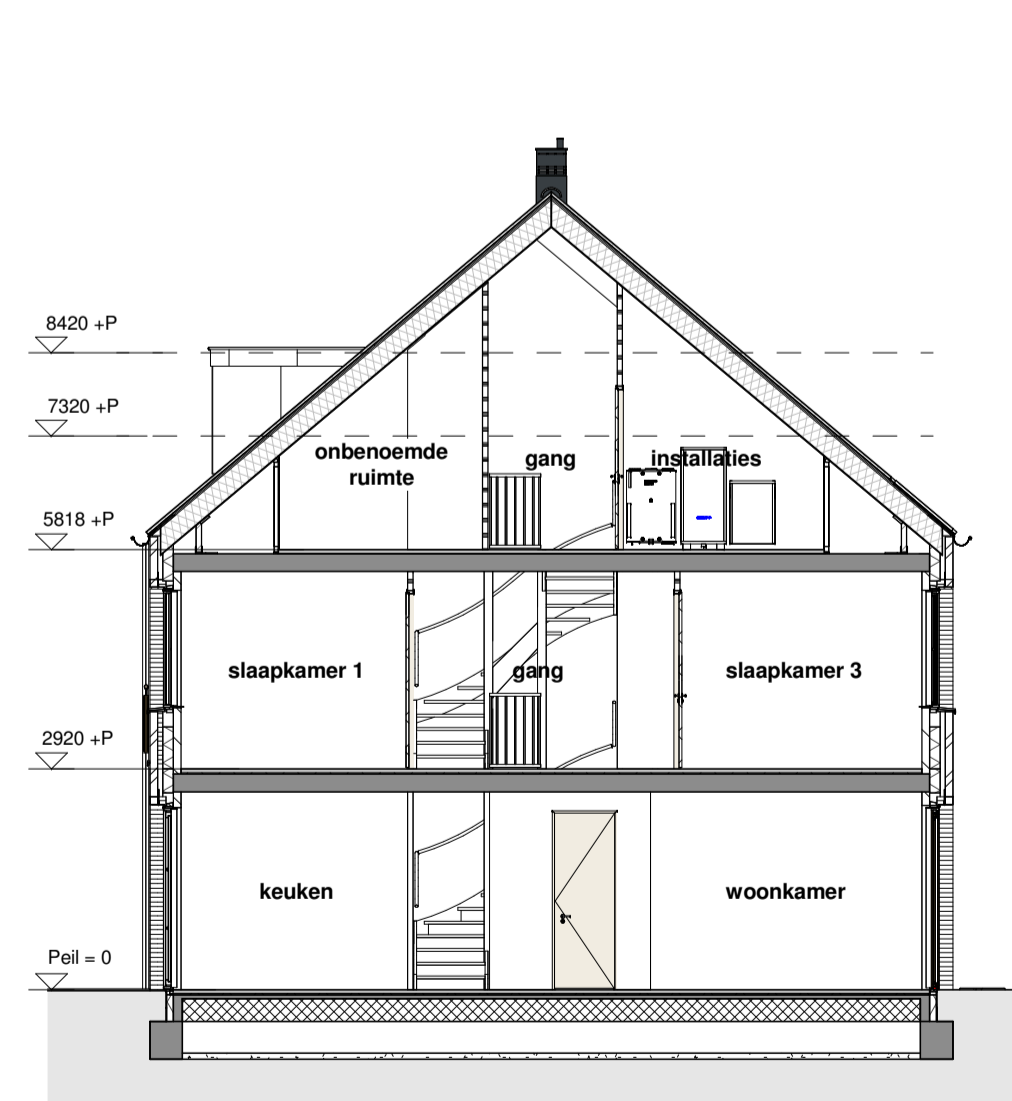 8420 +P
7320 +P
onbenoemde
ruimte
gang
installaties
5818 +P
slaapkamer 1
gang
slaapkamer 3
2920 +P
keuken
woonkamer
Peil = 0